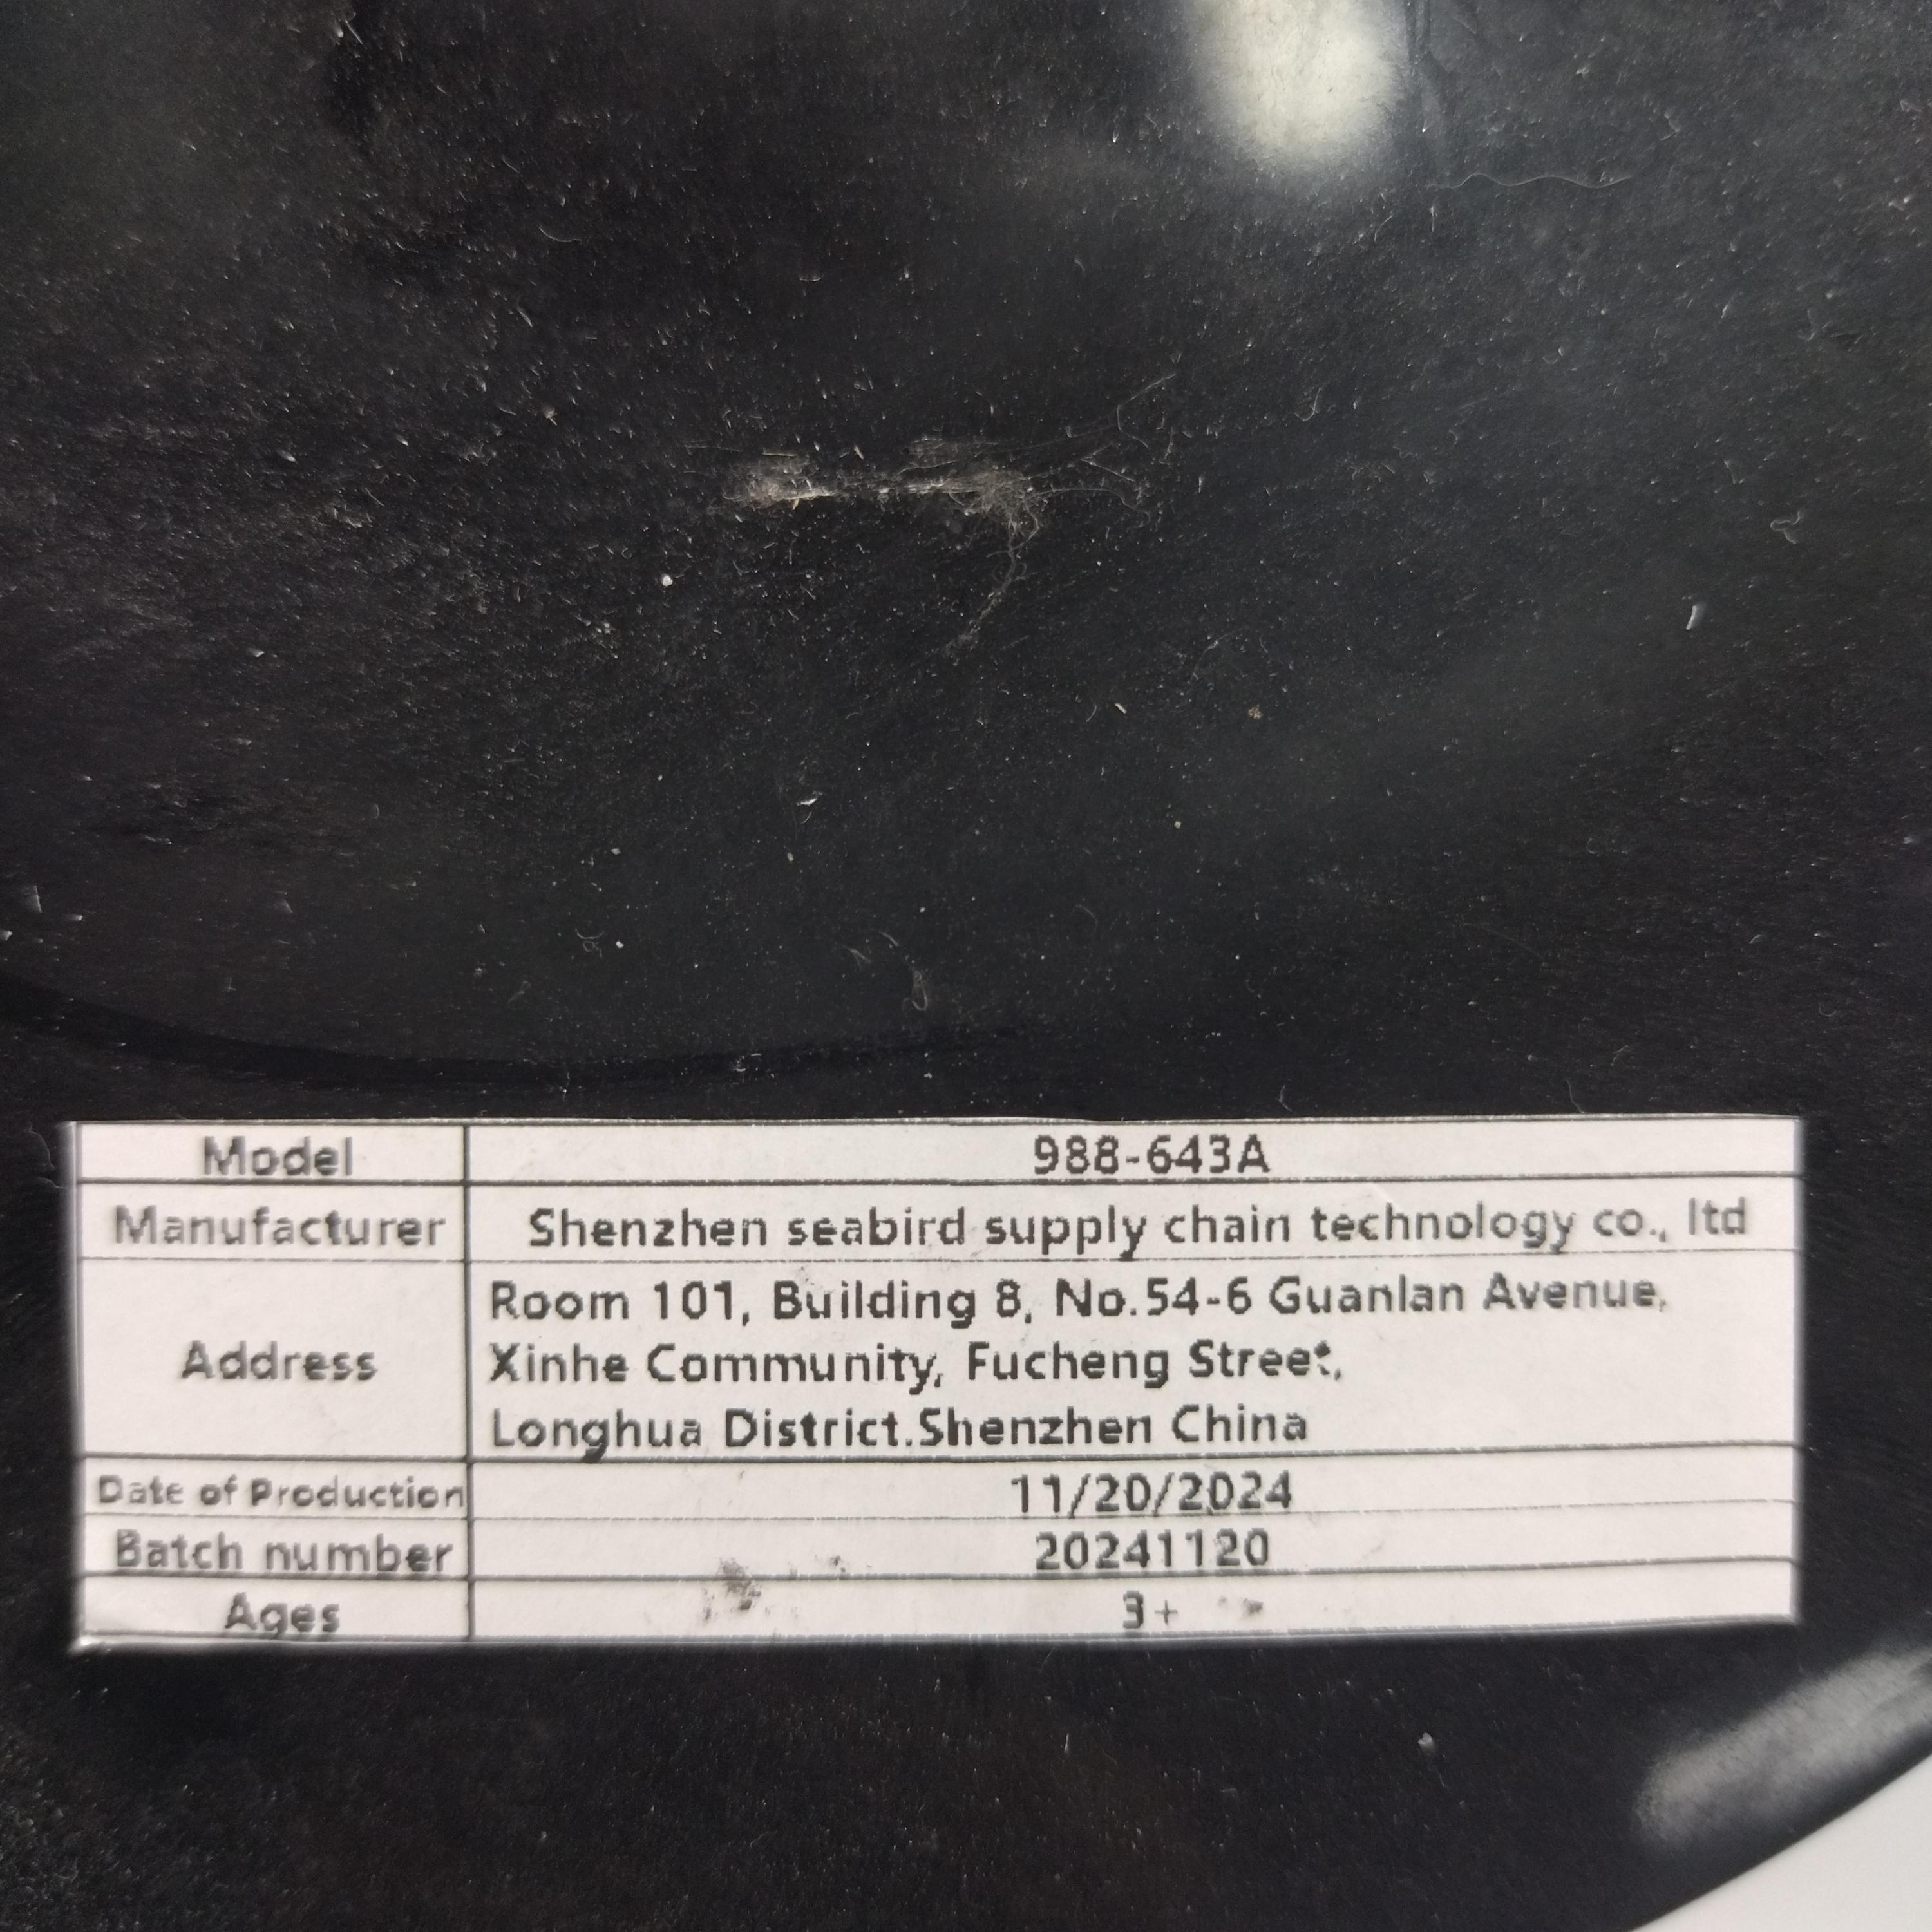 Model 988-643A
Manufacturer Shenzhen seabird supply chain technology co., ltd
Address Room 101, Building 8, No.54-6 Guanlan Avenue,
Xinhe Community, Fucheng Street,
Longhua District.Shenzhen China
Date of Production 11/20/2024
Batch number 20241120
Ages 3+